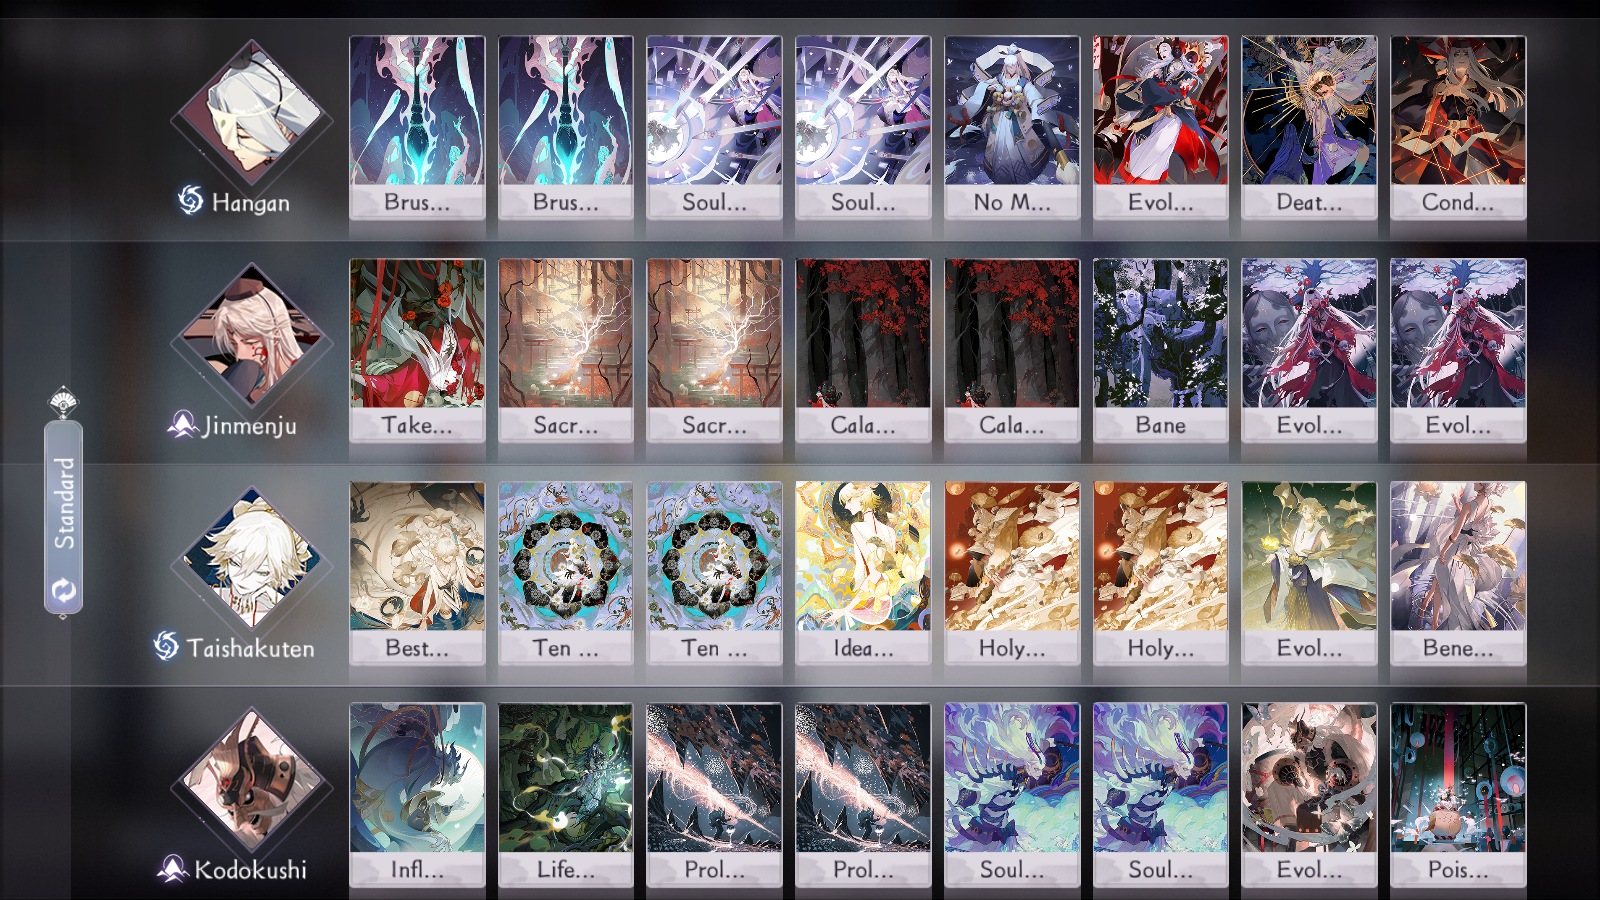 Hangan
Brus...
Brus...
Soul...
Soul...
No M...
Evol...
Deat...
Cond...
Jinmenju
Take...
Sacr...
Sacr...
Cala...
Cala...
Bane
Evol...
Evol...
Standard
Taishakuten
Best...
Ten ...
Ten ...
Idea...
Holy...
Holy...
Evol...
Bene...
Kodokushi
Infl...
Life...
Prol...
Prol...
Soul...
Soul...
Evol...
Pois...